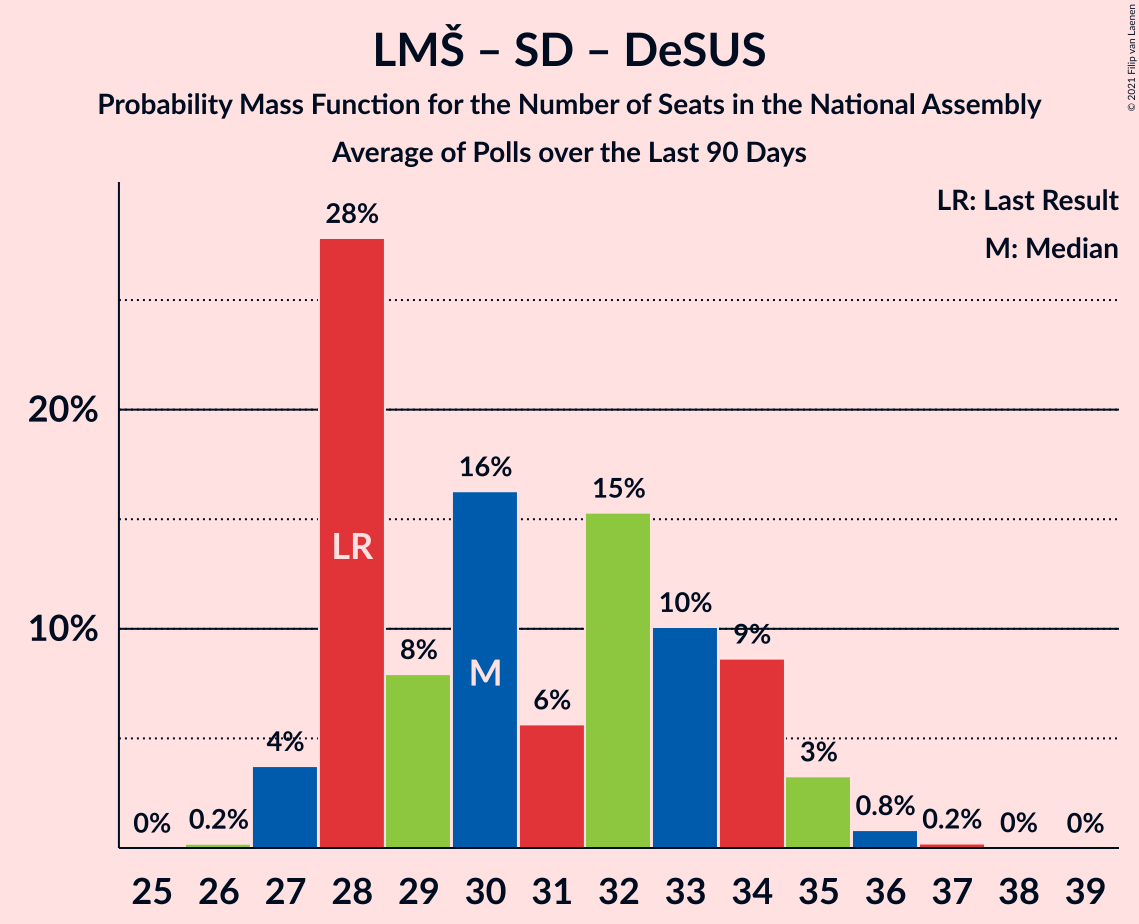 LMŠ – SD – DeSUS
Probability Mass Function for the Number of Seats in the National Assembly
Average of Polls over the Last 90 Days
© 2021 Filip van Laenen
LR: Last Result
M: Median
28%
20%
16%
15%
LR
10%
10%
9%
8%
M
6%
4%
3%
0%
0.2%
0.8%
0.2%
0%
0%
25 26 27 28 29 30 31 32 33 34 35 36 37 38 39